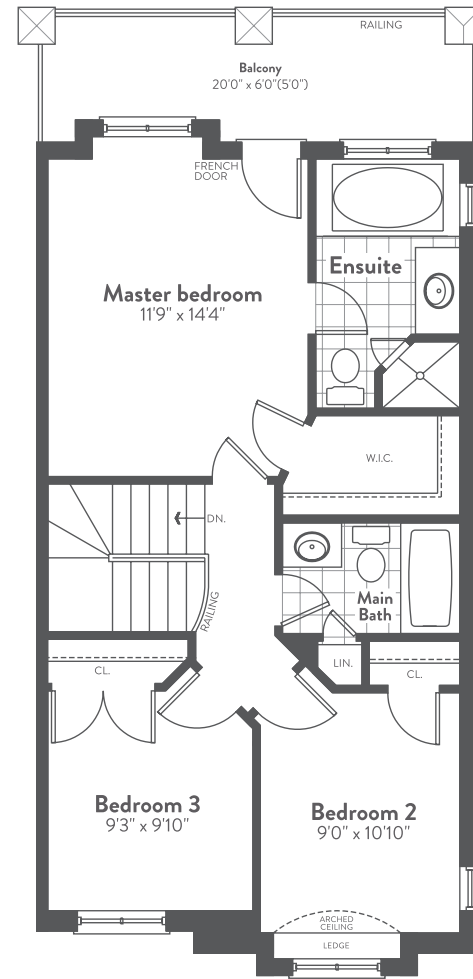 RAILING
Balcony
20'0" x 6'0"(5'0")
FRENCH
DOOR
Ensuite
Master bedroom
11'9" x 14'4"
W.I.C.
DN.
RAILING
Main
Bath
LIN.
CL.
CL.
Bedroom 3
9'3" x 9'10"
Bedroom 2
9'0" x 10'10"
ARCHED
CEILING
LEDGE